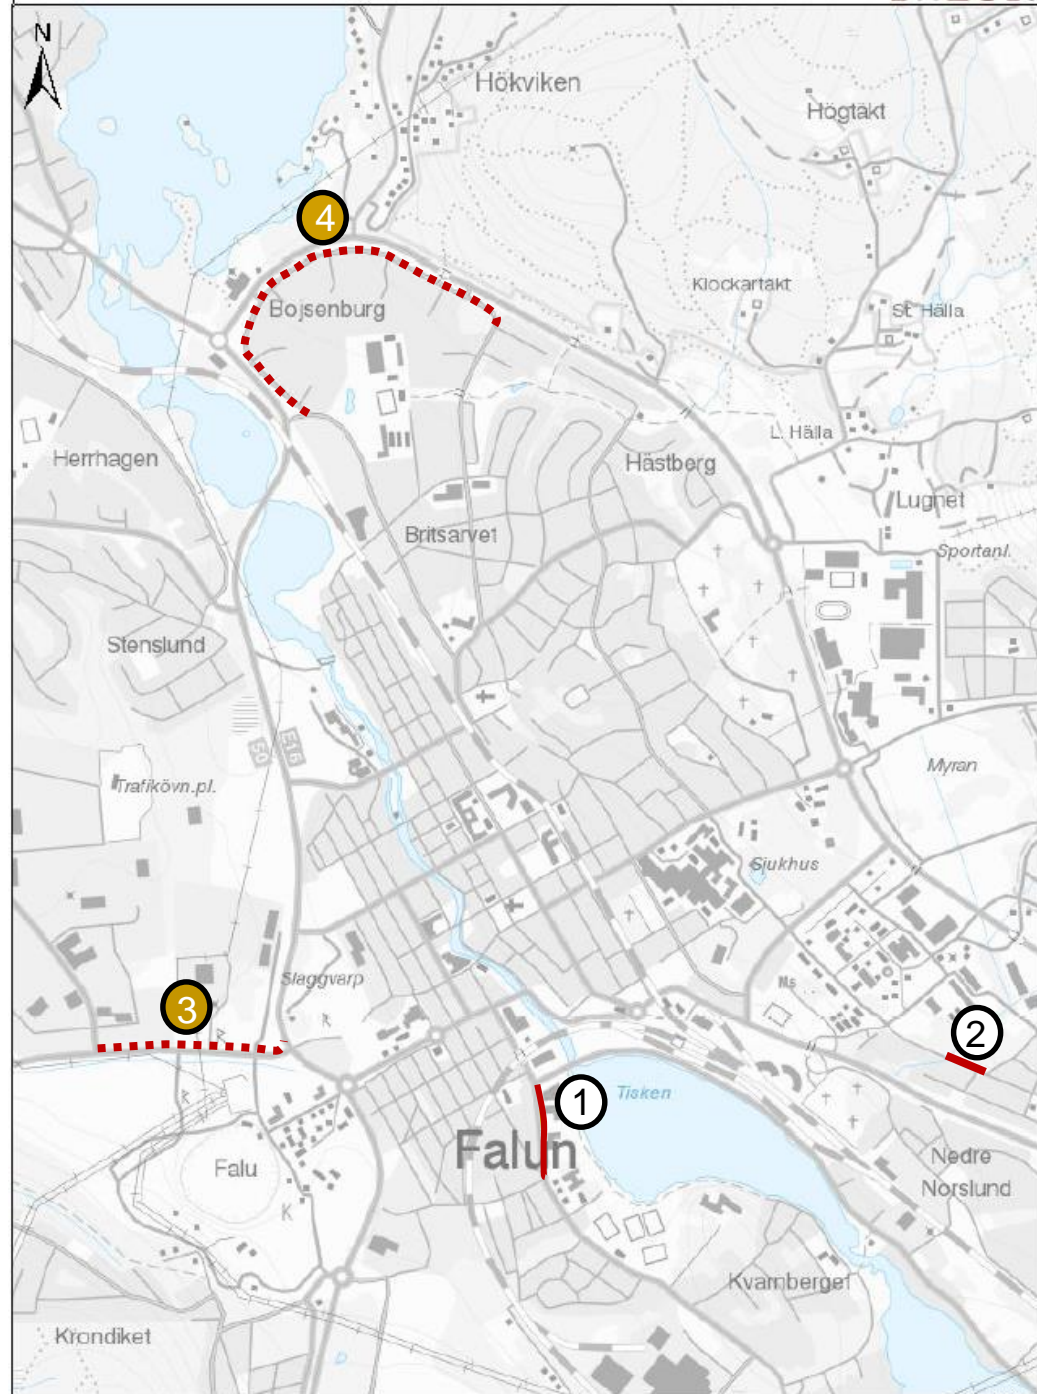 N
Hökviken
Högtäkt
4
Klockartäkt
Bojsenburg
St. Hälla
L. Hälla
Herrhagen
Hästberg
Lugnet
Britsarvet
Sportanl.
Stenslund
50
E16
Trafikövn.pl.
Myran
Sjukhus
Slaggvarp
Ms
3
R
R
R
2
1
Tisken
Falun
Falu
Nedre
Norslund
K
Kvarnberget
Krondiket